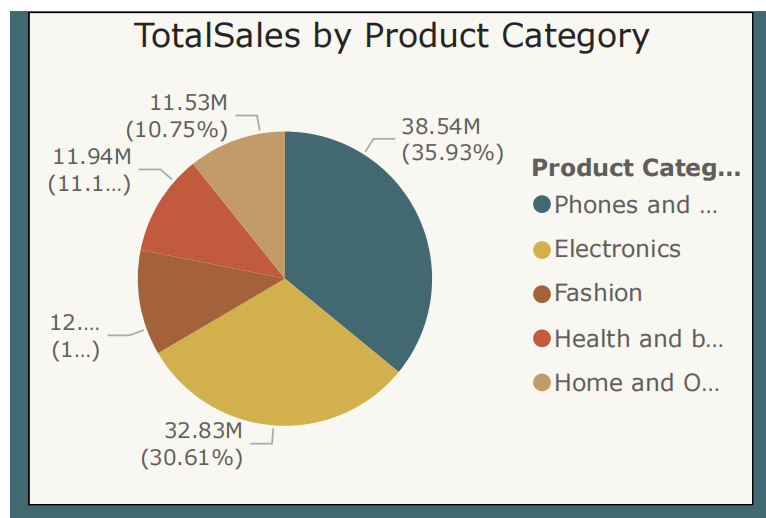 TotalSales by Product Category
11.53M
(10.75%)
38.54M
(35.93%)
11.94M
(11.1...)
12....
(1...)
32.83M
(30.61%)
Product Categ...
Phones and ...
Electronics
Fashion
Health and b...
Home and O...